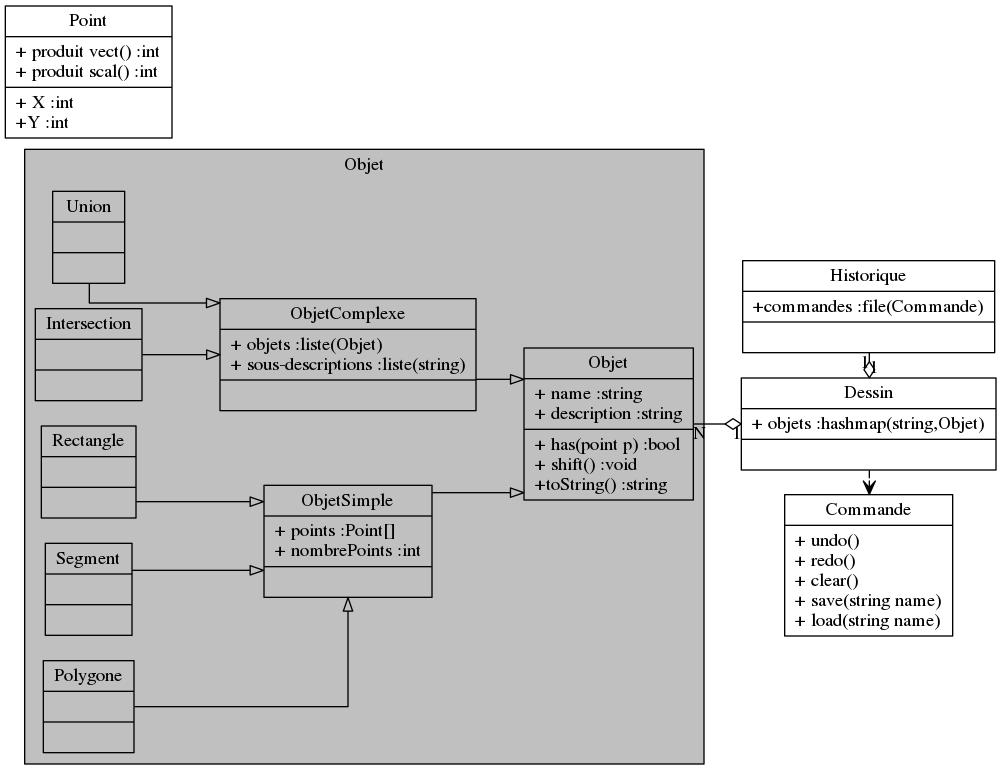 Point
+ produit vect() :int
+ produit scal() :int
+ X :int
+Y :int
Objet
Union
Intersection
ObjetComplexe
+ objets :liste(Objet)
+ sous-descriptions :liste(string)
Rectangle
Segment
Polygone
ObjetSimple
+ points :Point[]
+ nombrePoints :int
Objet
+ name :string
+ description :string
+ has(point p) :bool
+ shift() :void
+toString() :string
N
1
Historique
+commandes :file(Commande)
1
1
Dessin
+ objets :hashmap(string,Objet)
Commande
+ undo()
+ redo()
+ clear()
+ save(string name)
+ load(string name)